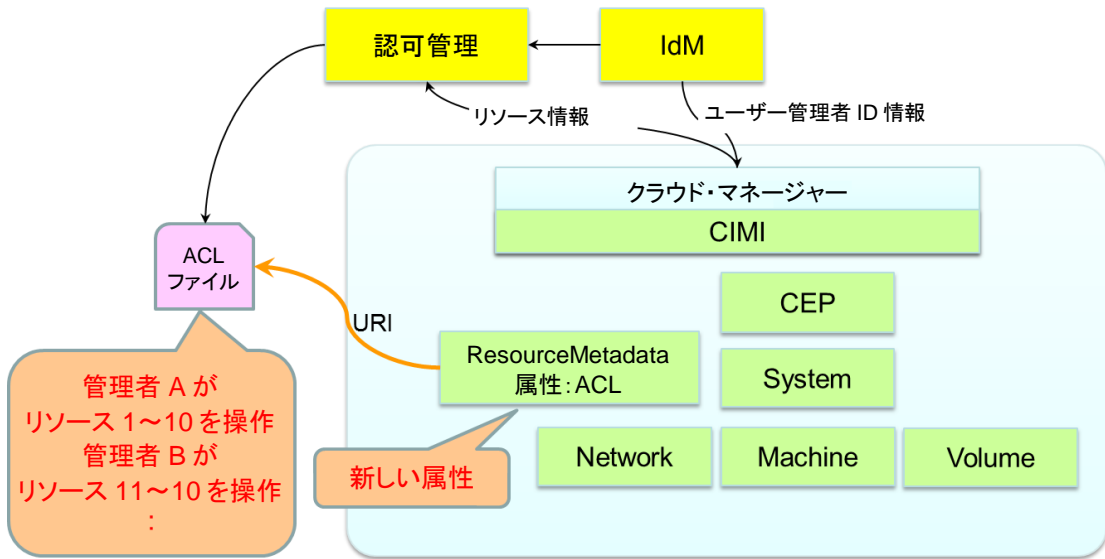 認可管理
IdM
リソース情報
ユーザー管理者 ID 情報
クラウド・マネージャー
CIMI
ACL
ファイル
CEP
URI
ResourceMetadata
属性：ACL
System
管理者 A が
リソース 1～10 を操作
管理者 B が
リソース 11～10 を操作
:
新しい属性
Network
Machine
Volume